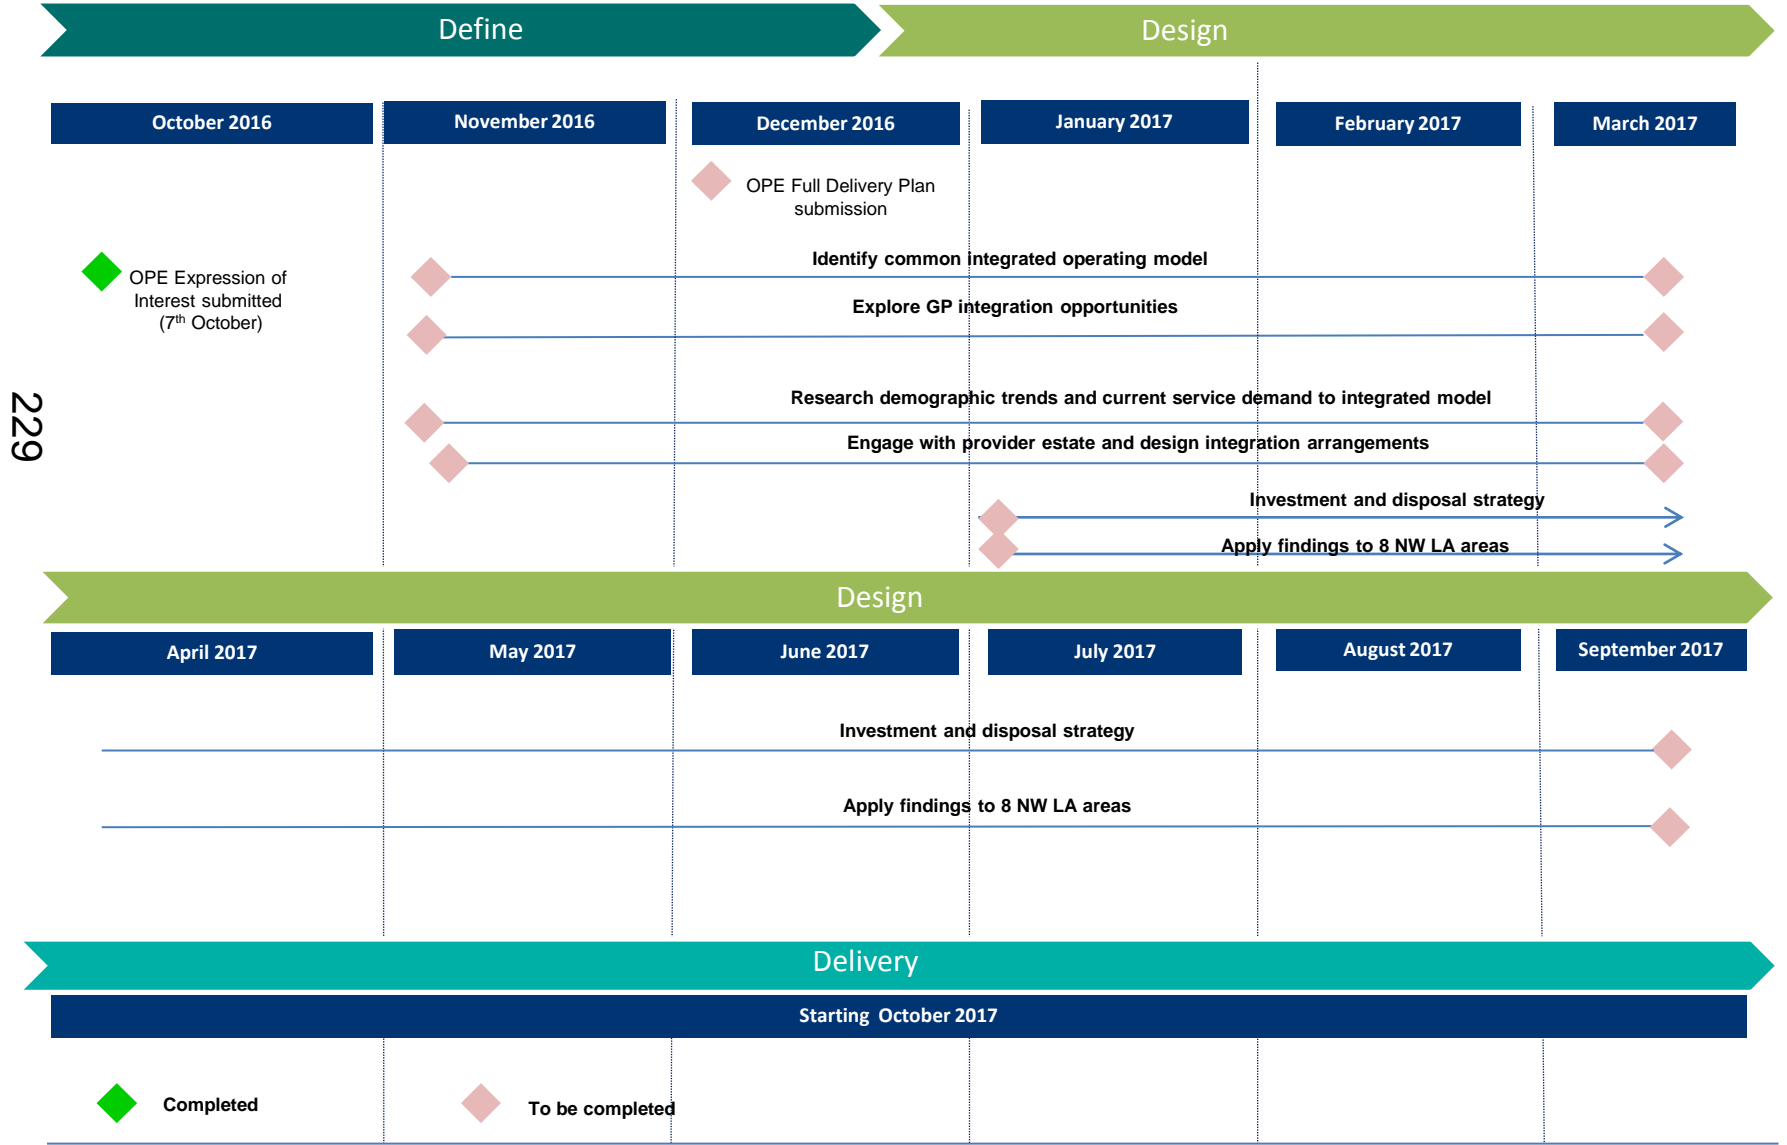 Define
Design
October 2016
November 2016
December 2016
January 2017
February 2017
March 2017
OPE Full Delivery Plan
submission
OPE Expression of
Interest submitted
(7th October)
Identify common integrated operating model
Explore GP integration opportunities
Research demographic trends and current service demand to integrated model
Engage with provider estate and design integration arrangements
Investment and disposal strategy
Apply findings to 8 NW LA areas
229
Design
April 2017
May 2017
June 2017
July 2017
August 2017
September 2017
Investment and disposal strategy
Apply findings to 8 NW LA areas
Delivery
Starting October 2017
Completed
To be completed